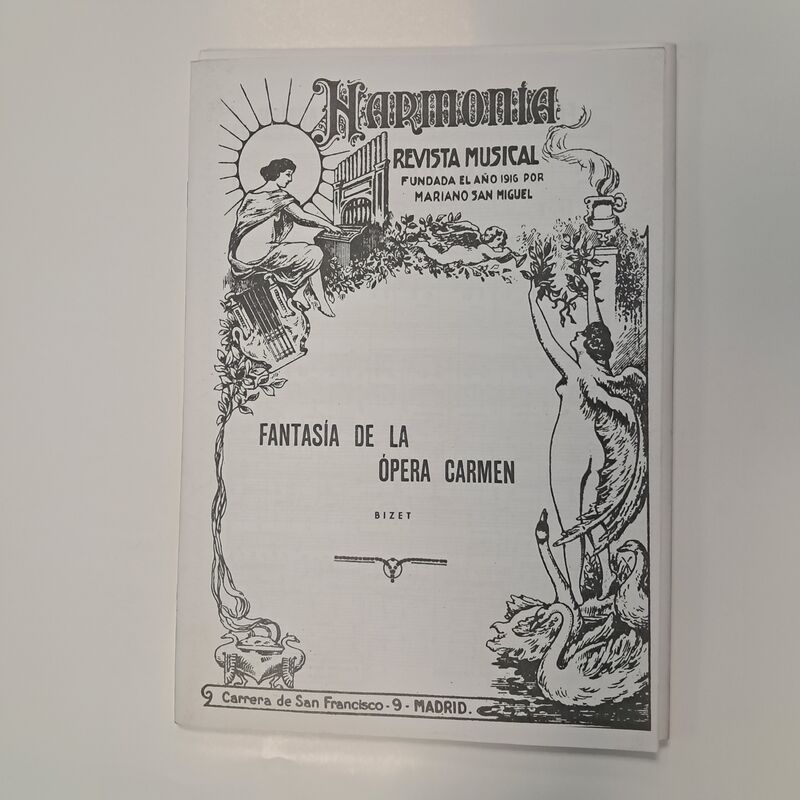 HARMONÍA
REVISTA MUSICAL
FUNDADA EL AÑO 1916 POR
MARIANO SAN MIGUEL
FANTASÍA DE LA
ÓPERA CARMEN
BIZET
Carrera de San Francisco - 9 - MADRID.